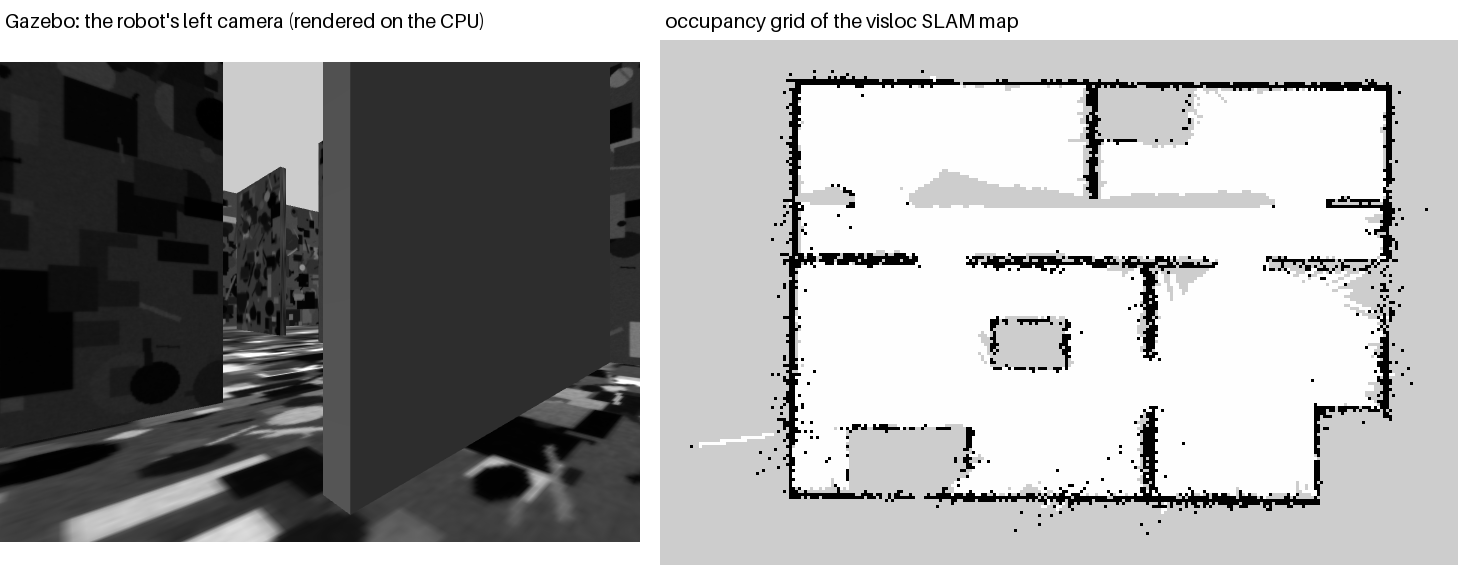 Gazebo: the robot's left camera (rendered on the CPU)
occupancy grid of the visloc SLAM map